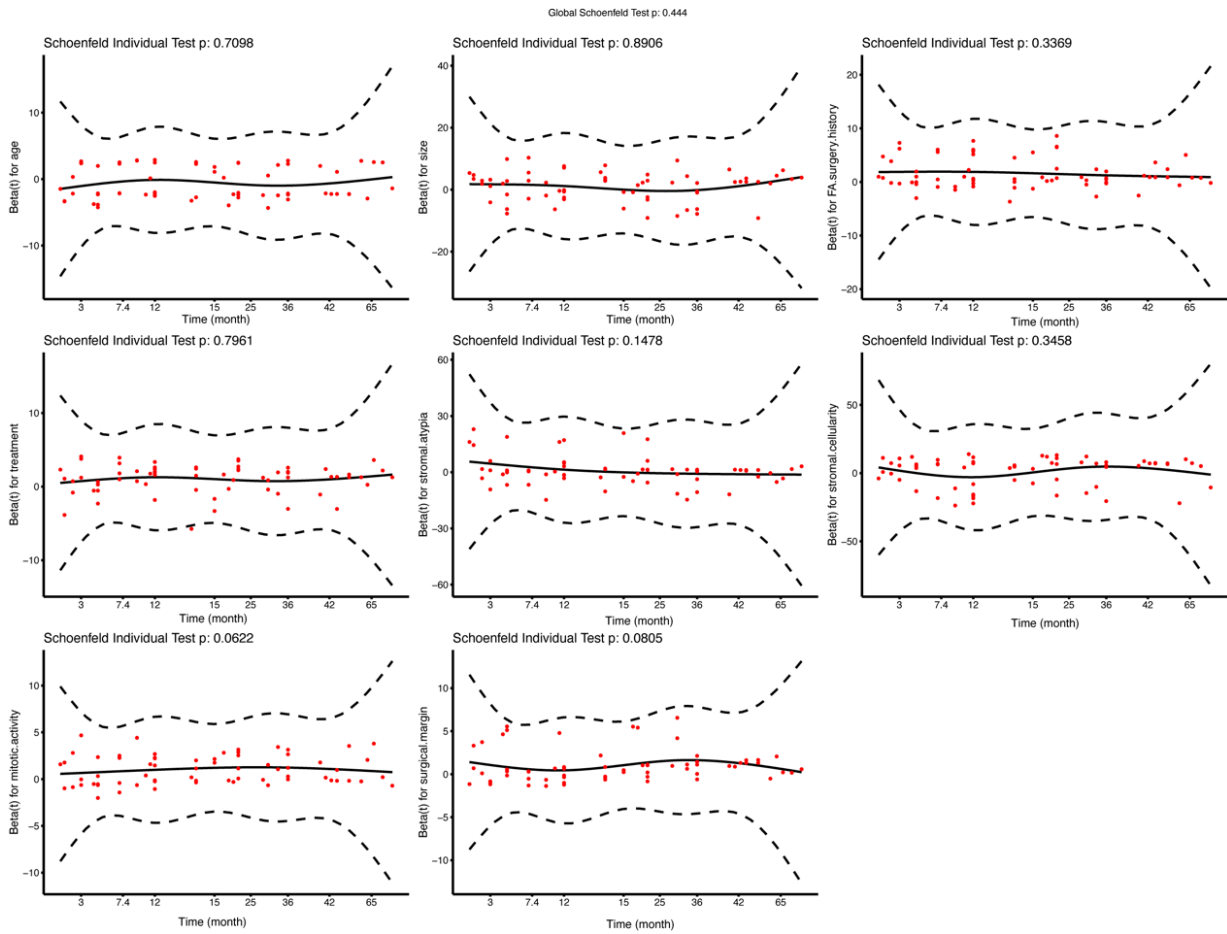 Global Schoenfeld Test p: 0.444
Schoenfeld Individual Test p: 0.7098
Beta(t) for age
10
0
−10
3 7.4 12 15 25 36 42 65
Time (month)
Schoenfeld Individual Test p: 0.8906
Beta(t) for size
40
20
0
−20
3 7.4 12 15 25 36 42 65
Time (month)
Schoenfeld Individual Test p: 0.3369
Beta(t) for FA.surgery.history
20
10
0
−10
−20
3 7.4 12 15 25 36 42 65
Time (month)
Schoenfeld Individual Test p: 0.7961
Beta(t) for treatment
10
0
−10
3 7.4 12 15 25 36 42 65
Time (month)
Schoenfeld Individual Test p: 0.1478
Beta(t) for stromal.atypia
60
30
0
−30
−60
3 7.4 12 15 25 36 42 65
Time (month)
Schoenfeld Individual Test p: 0.3458
Beta(t) for stromal.cellularity
50
0
−50
3 7.4 12 15 25 36 42 65
Time (month)
Schoenfeld Individual Test p: 0.0622
Beta(t) for mitotic.activity
10
5
0
−5
−10
3 7.4 12 15 25 36 42 65
Time (month)
Schoenfeld Individual Test p: 0.0805
Beta(t) for surgical.margin
10
5
0
−5
−10
3 7.4 12 15 25 36 42 65
Time (month)